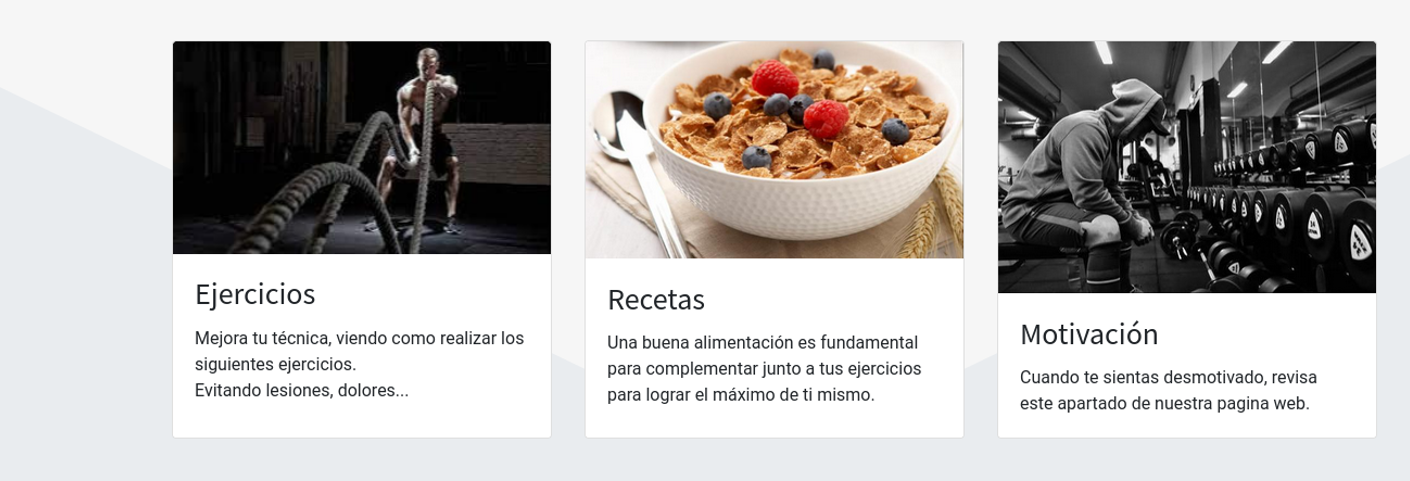 Ejercicios
Mejora tu técnica, viendo como realizar los
siguientes ejercicios.
Evitando lesiones, dolores...
Recetas
Una buena alimentación es fundamental
para complementar junto a tus ejercicios
para lograr el máximo de ti mismo.
Motivación
Cuando te sientas desmotivado, revisa
este apartado de nuestra pagina web.